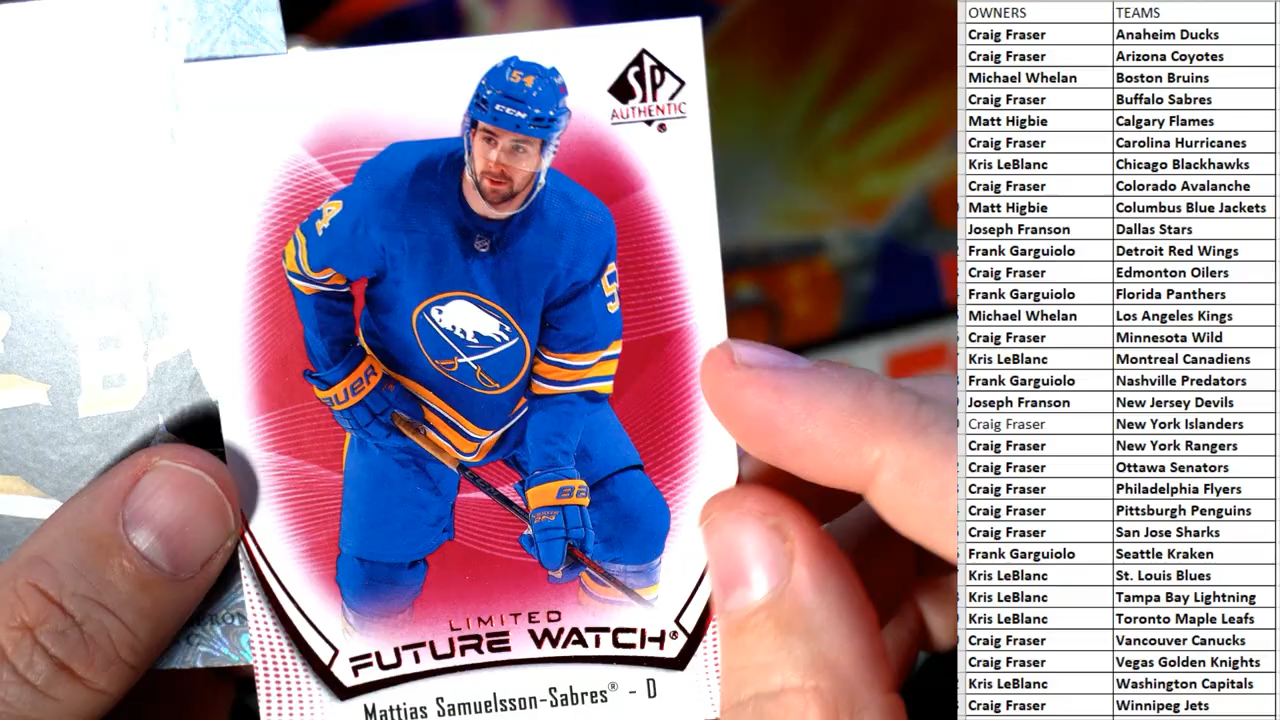 SP
AUTHENTIC
54
CCX
54
5
BAUER
BA
LIMITED
FUTURE WATCH®
Mattias Samuelsson-Sabres® - D
OWNERS TEAMS
Craig Fraser Anaheim Ducks
Craig Fraser Arizona Coyotes
Michael Whelan Boston Bruins
Craig Fraser Buffalo Sabres
Matt Higbie Calgary Flames
Craig Fraser Carolina Hurricanes
Kris LeBlanc Chicago Blackhawks
Craig Fraser Colorado Avalanche
Matt Higbie Columbus Blue Jackets
Joseph Franson Dallas Stars
Frank Garguiolo Detroit Red Wings
Craig Fraser Edmonton Oilers
Frank Garguiolo Florida Panthers
Michael Whelan Los Angeles Kings
Craig Fraser Minnesota Wild
Kris LeBlanc Montreal Canadiens
Frank Garguiolo Nashville Predators
Joseph Franson New Jersey Devils
Craig Fraser New York Islanders
Craig Fraser New York Rangers
Craig Fraser Ottawa Senators
Craig Fraser Philadelphia Flyers
Craig Fraser Pittsburgh Penguins
Craig Fraser San Jose Sharks
Frank Garguiolo Seattle Kraken
Kris LeBlanc St. Louis Blues
Kris LeBlanc Tampa Bay Lightning
Kris LeBlanc Toronto Maple Leafs
Craig Fraser Vancouver Canucks
Craig Fraser Vegas Golden Knights
Kris LeBlanc Washington Capitals
Craig Fraser Winnipeg Jets